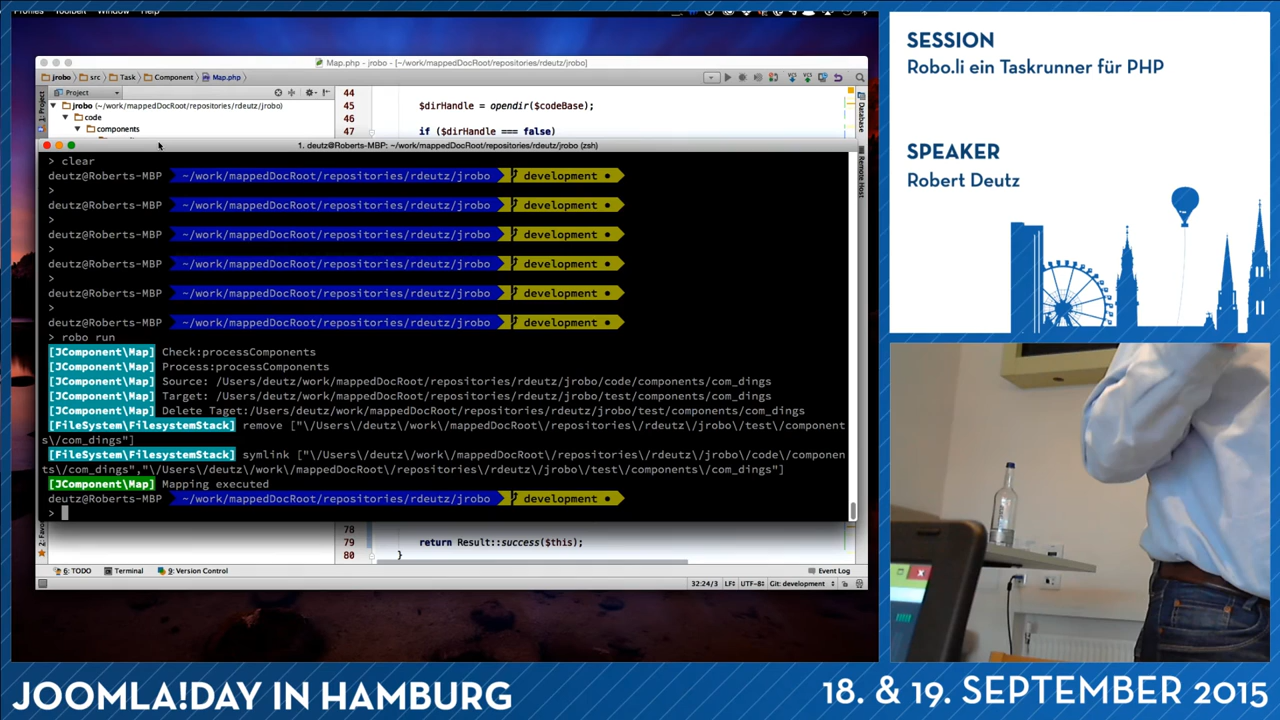 Profiles Toolbelt Window Help
Map.php - jrobo - [~/work/mappedDocRoot/repositories/rdeutz/jrobo]
jrobo src Task Component Map.php
Project
jrobo (~/work/mappedDocRoot/repositories/rdeutz/jrobo)
code
components
1: Project
44
45 $dirHandle = opendir($codeBase);
46
47 if ($dirHandle === false)
Database
Remote Host
1. deutz@Roberts-MBP: ~/work/mappedDocRoot/repositories/rdeutz/jrobo (zsh)
> clear
deutz@Roberts-MBP ~/work/mappedDocRoot/repositories/rdeutz/jrobo development ●
>
deutz@Roberts-MBP ~/work/mappedDocRoot/repositories/rdeutz/jrobo development ●
>
deutz@Roberts-MBP ~/work/mappedDocRoot/repositories/rdeutz/jrobo development ●
>
deutz@Roberts-MBP ~/work/mappedDocRoot/repositories/rdeutz/jrobo development ●
>
deutz@Roberts-MBP ~/work/mappedDocRoot/repositories/rdeutz/jrobo development ●
>
deutz@Roberts-MBP ~/work/mappedDocRoot/repositories/rdeutz/jrobo development ●
> robo run
[JComponent\Map] Check:processComponents
[JComponent\Map] Process:processComponents
[JComponent\Map] Source: /Users/deutz/work/mappedDocRoot/repositories/rdeutz/jrobo/code/components/com_dings
[JComponent\Map] Target: /Users/deutz/work/mappedDocRoot/repositories/rdeutz/jrobo/test/components/com_dings
[JComponent\Map] Delete Taget:/Users/deutz/work/mappedDocRoot/repositories/rdeutz/jrobo/test/components/com_dings
[FileSystem\FilesystemStack] remove ["\/Users\/deutz\/work\/mappedDocRoot\/repositories\/rdeutz\/jrobo\/test\/component
s\/com_dings"]
[FileSystem\FilesystemStack] symlink ["\/Users\/deutz\/work\/mappedDocRoot\/repositories\/rdeutz\/jrobo\/code\/componen
ts\/com_dings","\/Users\/deutz\/work\/mappedDocRoot\/repositories\/rdeutz\/jrobo\/test\/components\/com_dings"]
[JComponent\Map] Mapping executed
deutz@Roberts-MBP ~/work/mappedDocRoot/repositories/rdeutz/jrobo development ●
>
78
79 return Result::success($this);
80 }
2: Favo
6: TODO Terminal 9: Version Control Event Log
32:24/3 LF÷ UTF-8÷ Git: development
SESSION
Robo.li ein Taskrunner für PHP
SPEAKER
Robert Deutz
JOOMLA!DAY IN HAMBURG
18. & 19. SEPTEMBER 2015